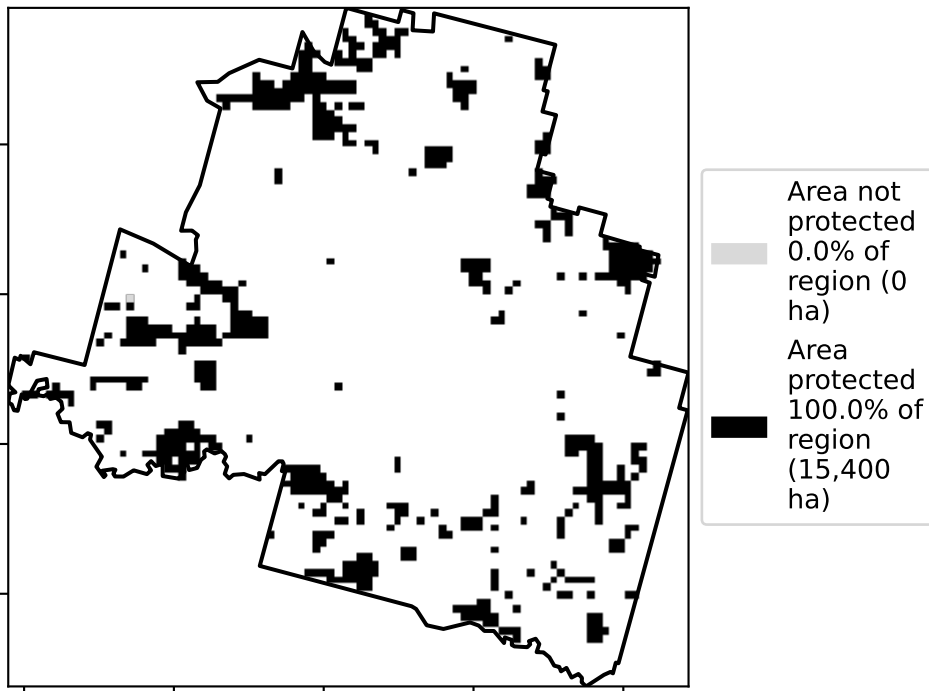 Area not
protected
0.0% of
region (0
ha)
Area
protected
100.0% of
region
(15,400
ha)